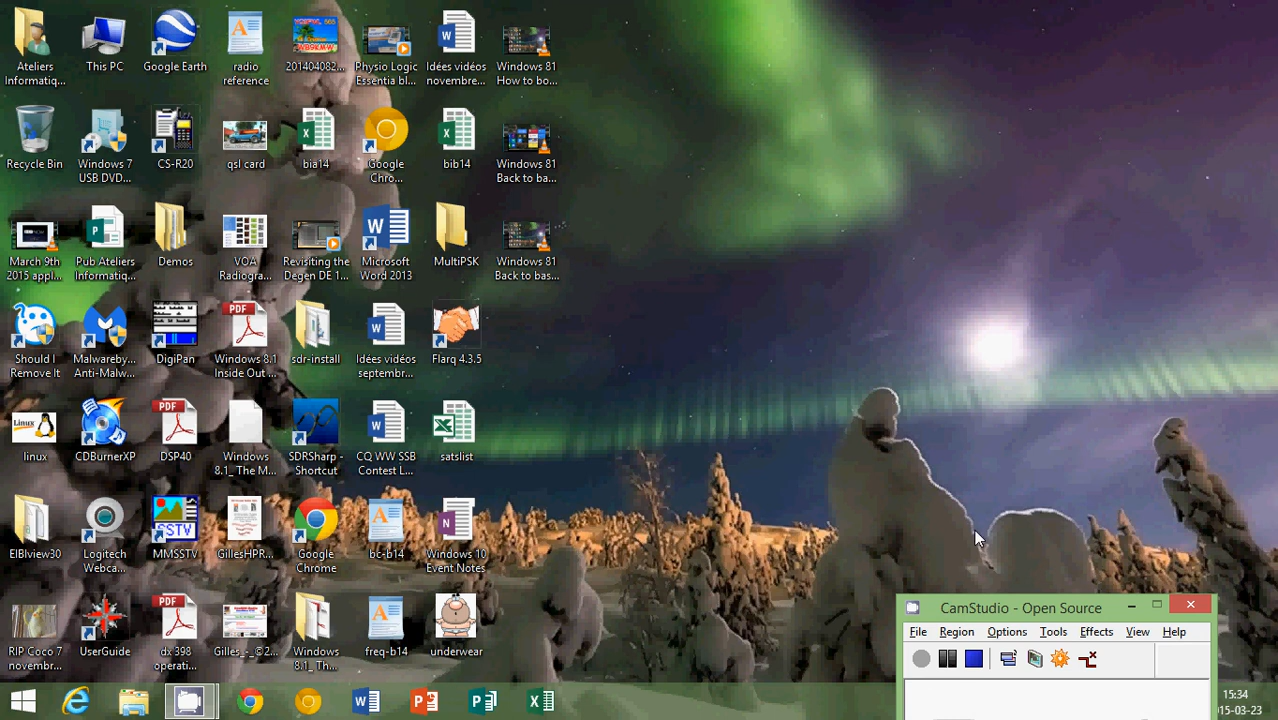 Ateliers
Informatiq...
This PC
Google Earth
radio
reference
201404082...
Physio Logic
Essentia bl...
Idées vidéos
novembre...
Windows 81
How to bo...
Recycle Bin
Windows 7
USB DVD...
CS-R20
qsl card
bia14
Google
Chro...
bib14
Windows 81
Back to ba...
March 9th
2015 appl...
Pub Ateliers
Informatiq...
Demos
VOA
Radiogra...
Revisiting the
Degen DE 1...
Microsoft
Word 2013
MultiPSK
Windows 81
Back to bas...
Should I
Remove It
Malwareby...
Anti-Malw...
DigiPan
PDF
Windows 8.1
Inside Out ...
sdr-install
Idées vidéos
septembr...
Flarq 4.3.5
Linux
linux
CDBurnerXP
PDF
DSP40
Windows
8.1_ The M...
SDRSharp -
Shortcut
CQ WW SSB
Contest L...
satslist
EIBIview30
Logitech
Webca...
SSTV
MMSSTV
GillesHPR...
Google
Chrome
bc-b14
Windows 10
Event Notes
RIP Coco 7
novembr...
UserGuide
PDF
dx 398
operati...
Gilles_-_©2...
Windows
8.1_ Th...
freq-b14
underwear
CamStudio - Open Source
File Region Options Tools Effects View Help
15:34
015-03-23